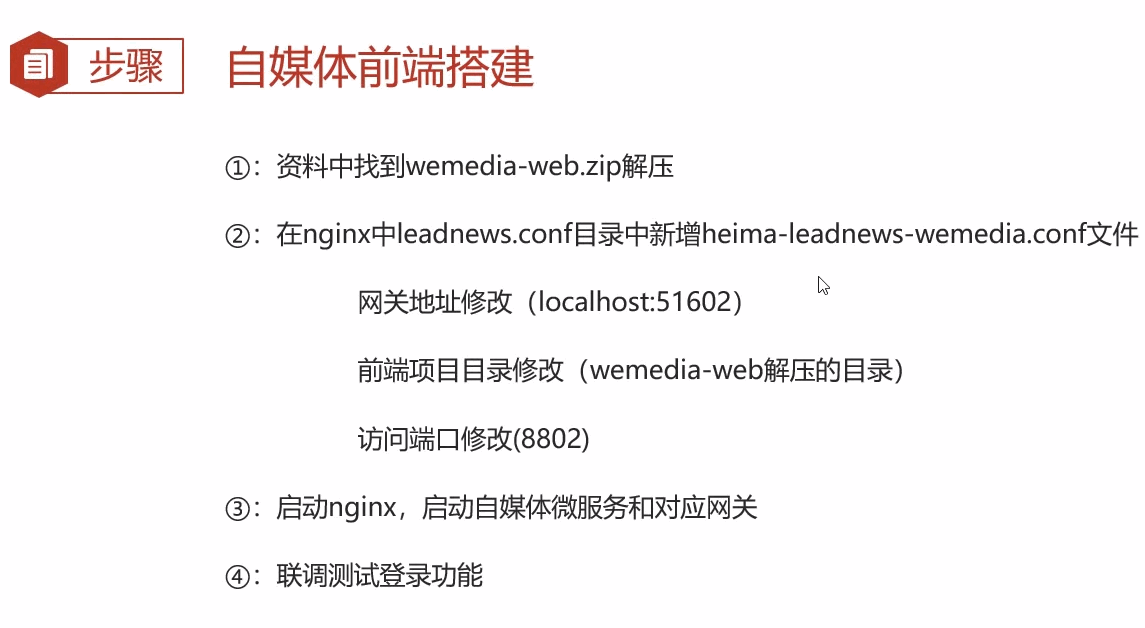 步骤
自媒体前端搭建
①：资料中找到wemedia-web.zip解压
②：在nginx中leadnews.conf目录中新增heima-leadnews-wemedia.conf文件
网关地址修改（localhost:51602）
前端项目目录修改（wemedia-web解压的目录）
访问端口修改(8802)
③：启动nginx，启动自媒体微服务和对应网关
④：联调测试登录功能